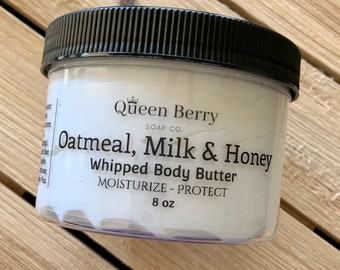 Queen Berry
SOAP CO.
Oatmeal, Milk & Honey
Whipped Body Butter
MOISTURIZE - PROTECT
8 oz